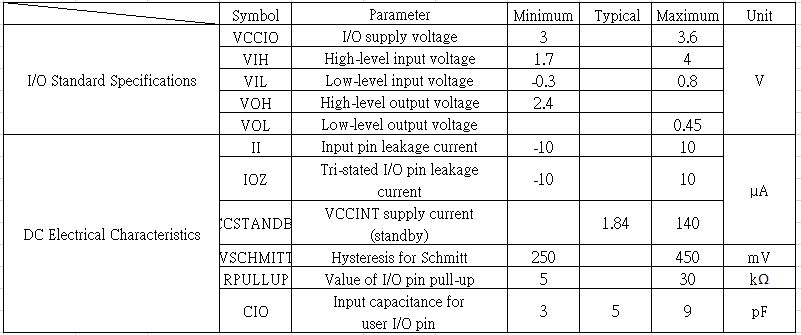 Symbol Parameter Minimum Typical Maximum Unit
I/O Standard Specifications
VCCIO I/O supply voltage 3 3.6
VIH High-level input voltage 1.7 4
VIL Low-level input voltage -0.3 0.8
V
VOH High-level output voltage 2.4
VOL Low-level output voltage 0.45
DC Electrical Characteristics
II Input pin leakage current -10 10
IOZ Tri-stated I/O pin leakage
current -10 10
µA
CCSTANDB VCCINT supply current
(standby) 1.84 140
VSCHMITT Hysteresis for Schmitt 250 450 mV
RPULLUP Value of I/O pin pull-up 5 30 kΩ
CIO Input capacitance for
user I/O pin 3 5 9 pF